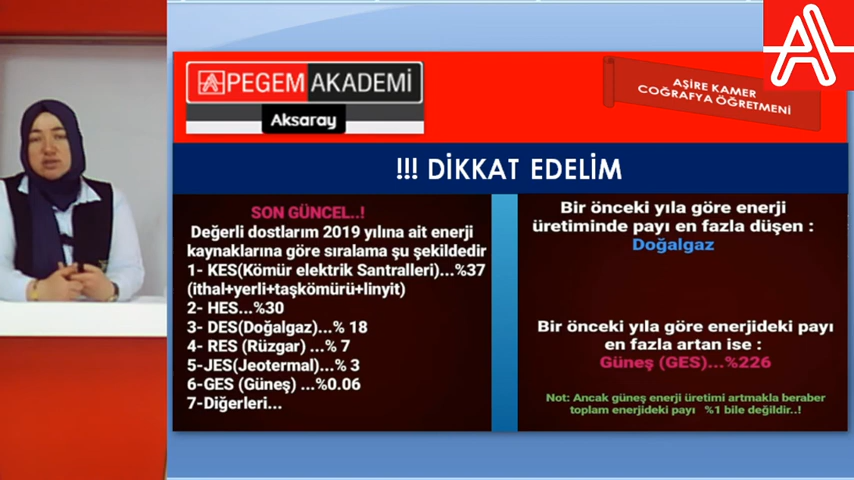 PEGEM AKADEMİ
Aksaray
AŞİRE KAMER
COĞRAFYA ÖĞRETMENİ
!!! DİKKAT EDELİM
SON GÜNCEL..!
Değerli dostlarım 2019 yılına ait enerji
kaynaklarına göre sıralama şu şekildedir
1- KES(Kömür elektrik Santralleri)...%37
(ithal+yerli+taşkömürü+linyit)
2- HES...%30
3- DES(Doğalgaz)...% 18
4- RES (Rüzgar) ...% 7
5-JES(Jeotermal)...% 3
6-GES (Güneş) ...%0.06
7-Diğerleri...
Bir önceki yıla göre enerji
üretiminde payı en fazla düşen :
Doğalgaz
Bir önceki yıla göre enerjideki payı
en fazla artan ise :
Güneş (GES)...%226
Not: Ancak güneş enerji üretimi artmakla beraber
toplam enerjideki payı %1 bile değildir..!